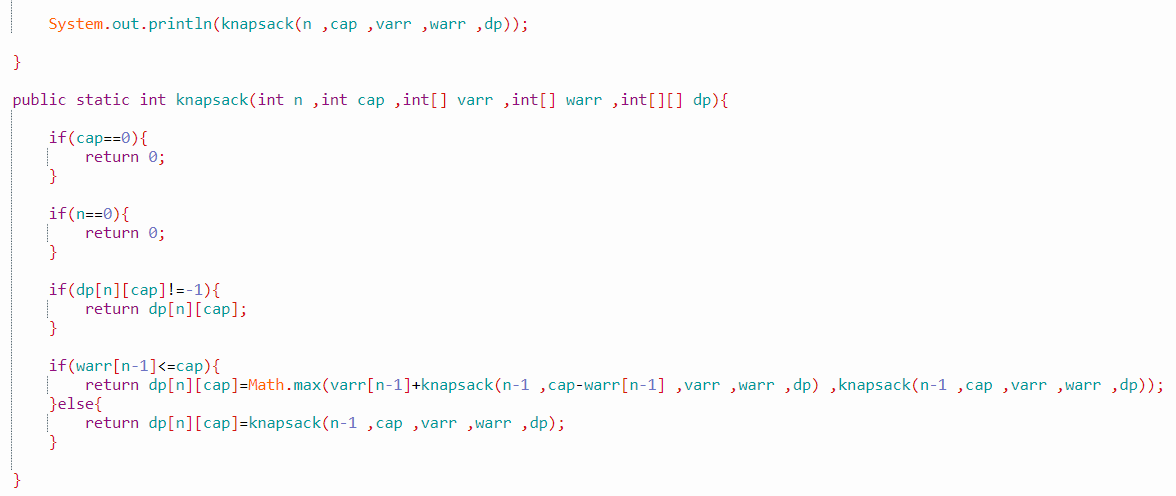 System.out.println(knapsack(n ,cap ,varr ,warr ,dp));
}
public static int knapsack(int n ,int cap ,int[] varr ,int[] warr ,int[][] dp){
if(cap==0){
return 0;
}
if(n==0){
return 0;
}
if(dp[n][cap]!=-1){
return dp[n][cap];
}
if(warr[n-1]<=cap){
return dp[n][cap]=Math.max(varr[n-1]+knapsack(n-1 ,cap-warr[n-1] ,varr ,warr ,dp) ,knapsack(n-1 ,cap ,varr ,warr ,dp));
}else{
return dp[n][cap]=knapsack(n-1 ,cap ,varr ,warr ,dp);
}
}